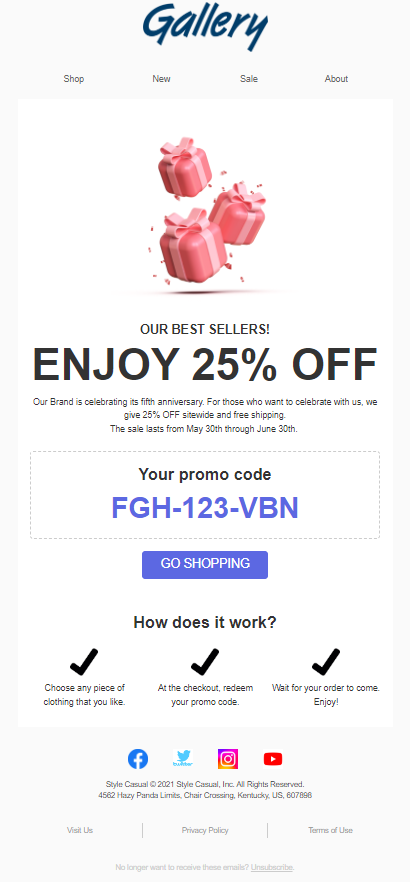 Gallery
Shop New Sale About
OUR BEST SELLERS!
ENJOY 25% OFF
Our Brand is celebrating its fifth anniversary. For those who want to celebrate with us, we
give 25% OFF sitewide and free shipping.
The sale lasts from May 30th through June 30th.
Your promo code
FGH-123-VBN
GO SHOPPING
How does it work?
Choose any piece of
clothing that you like.
At the checkout, redeem
your promo code.
Wait for your order to come.
Enjoy!
twitter
Style Casual © 2021 Style Casual, Inc. All Rights Reserved.
4562 Hazy Panda Limits, Chair Crossing, Kentucky, US, 607898
Visit Us Privacy Policy Terms of Use
No longer want to receive these emails? Unsubscribe.